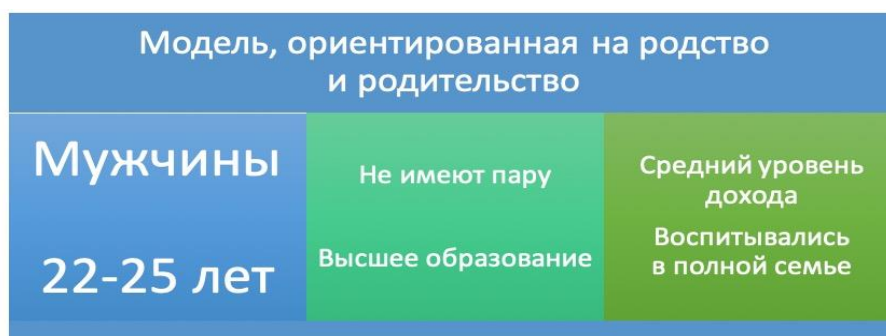 Модель, ориентированная на родство
и родительство
Мужчины
22-25 лет
Не имеют пару
Высшее образование
Средний уровень
дохода
Воспитывались
в полной семье